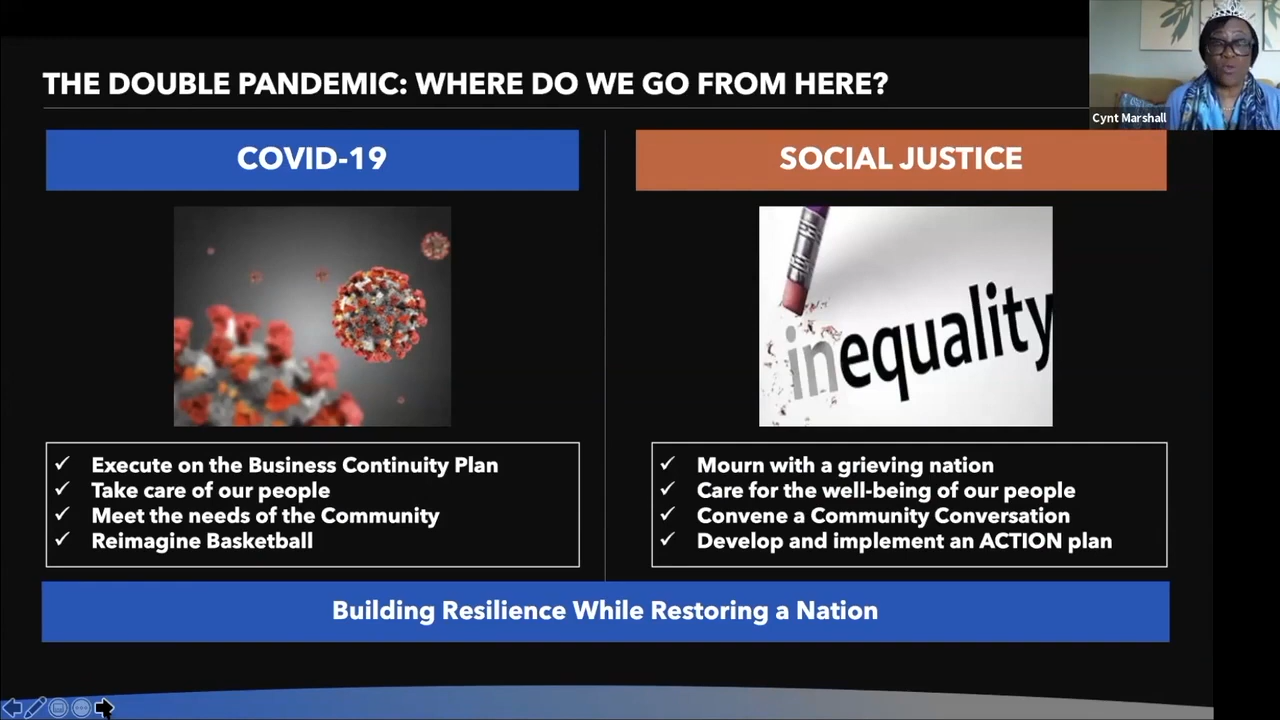 THE DOUBLE PANDEMIC: WHERE DO WE GO FROM HERE?
Cynt Marshall
COVID-19
SOCIAL JUSTICE
inequality
✓ Execute on the Business Continuity Plan
✓ Take care of our people
✓ Meet the needs of the Community
✓ Reimagine Basketball
✓ Mourn with a grieving nation
✓ Care for the well-being of our people
✓ Convene a Community Conversation
✓ Develop and implement an ACTION plan
Building Resilience While Restoring a Nation